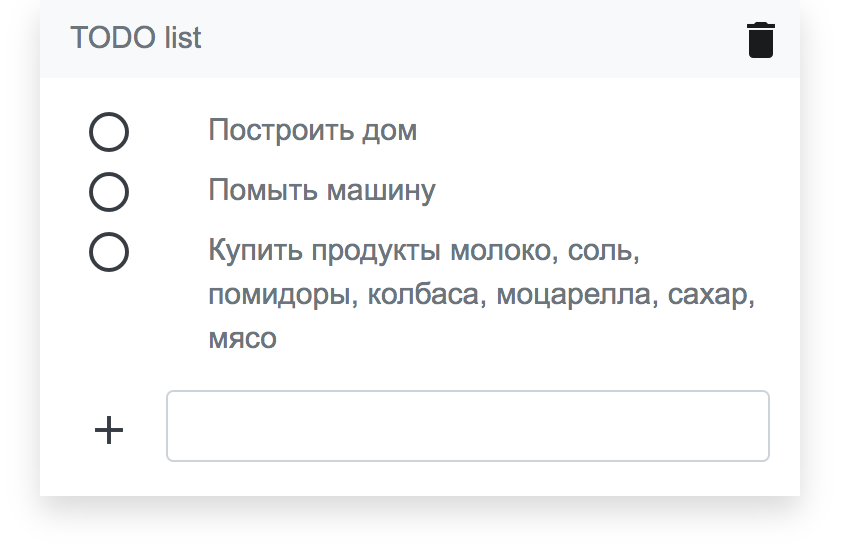 TODO list
Построить дом
Помыть машину
Купить продукты молоко, соль,
помидоры, колбаса, моцарелла, сахар,
мясо